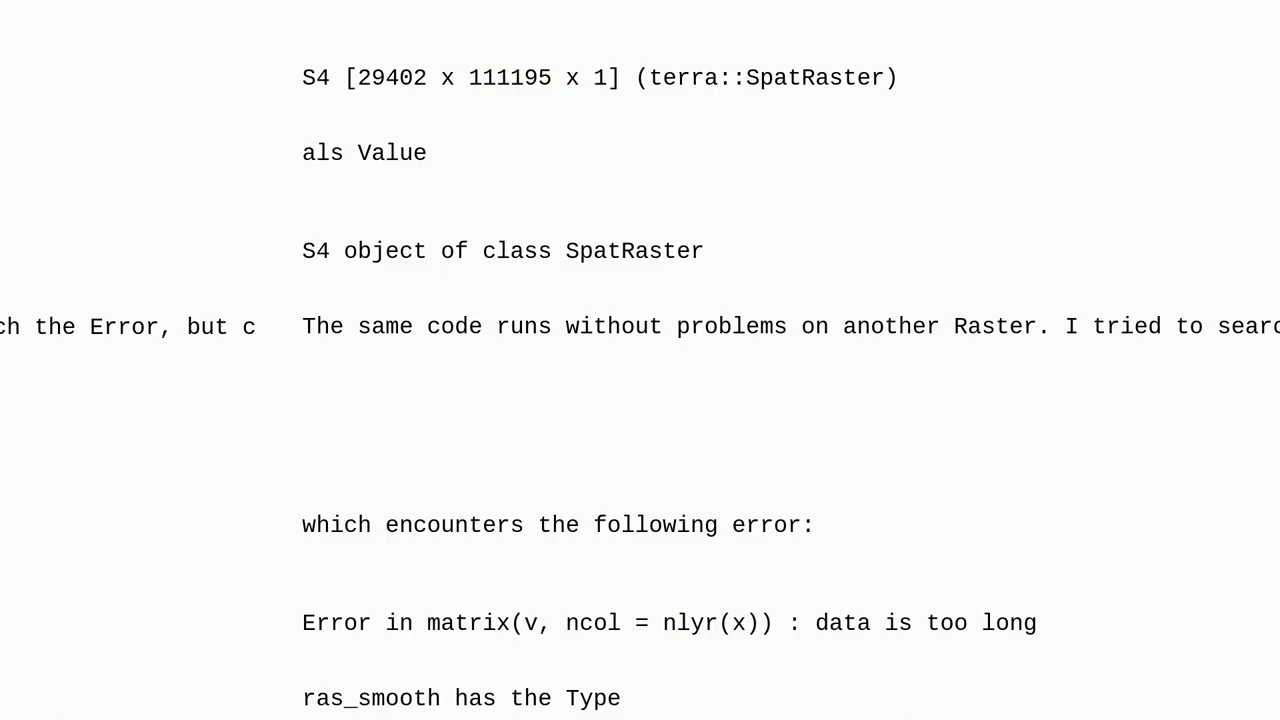 S4 [29402 x 111195 x 1] (terra::SpatRaster)
als Value
S4 object of class SpatRaster
ch the Error, but c The same code runs without problems on another Raster. I tried to searc
which encounters the following error:
Error in matrix(v, ncol = nlyr(x)) : data is too long
ras_smooth has the Type